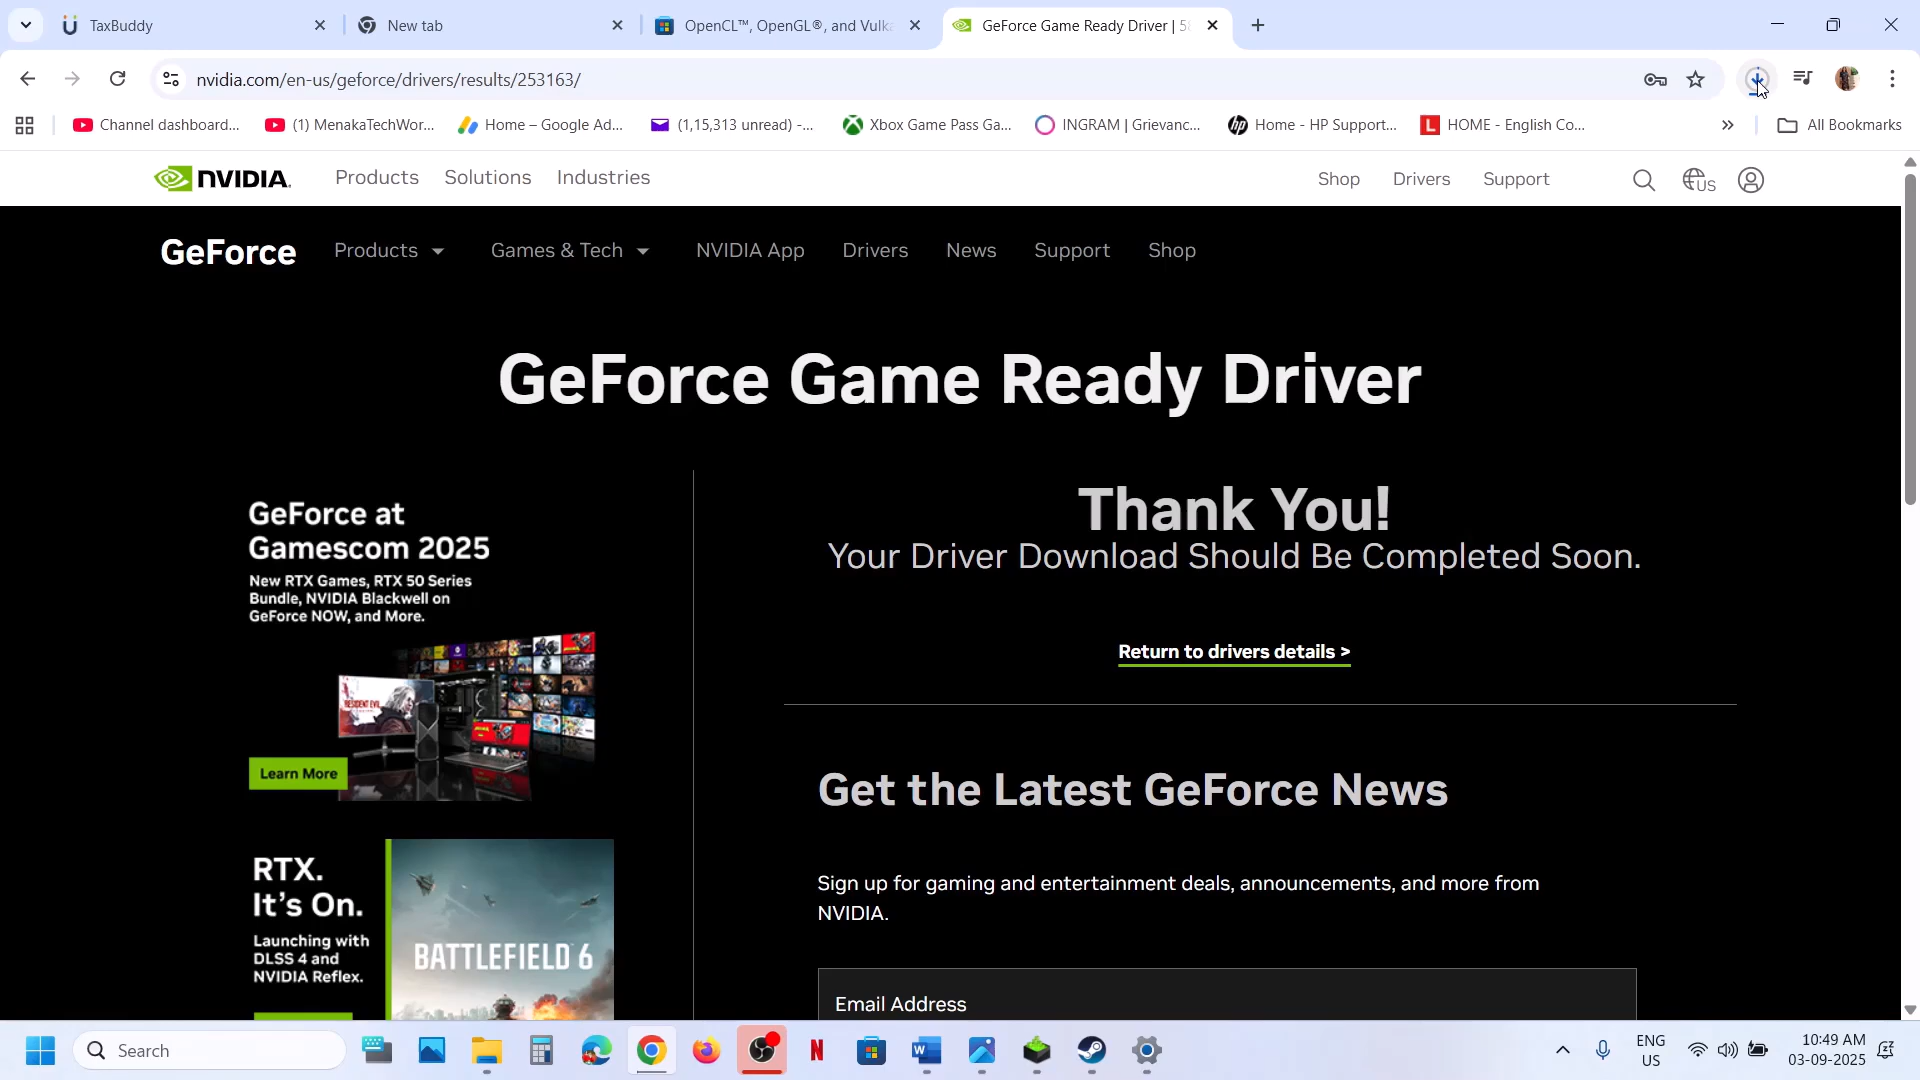 TaxBuddy
New tab
OpenCL™, OpenGL®, and Vulka
GeForce Game Ready Driver | 58
nvidia.com/en-us/geforce/drivers/results/253163/
Channel dashboard...
(1) MenakaTechWor...
Home – Google Ad...
(1,15,313 unread) -...
Xbox Game Pass Ga...
INGRAM | Grievanc...
Home - HP Support...
HOME - English Co...
All Bookmarks
NVIDIA.
Products
Solutions
Industries
Shop
Drivers
Support
US
GeForce
Products
Games & Tech
NVIDIA App
Drivers
News
Support
Shop
GeForce Game Ready Driver
GeForce at
Gamescom 2025
New RTX Games, RTX 50 Series
Bundle, NVIDIA Blackwell on
GeForce NOW, and More.
Learn More
RTX.
It's On.
Launching with
DLSS 4 and
NVIDIA Reflex.
BATTLEFIELD 6
Thank You!
Your Driver Download Should Be Completed Soon.
Return to drivers details >
Get the Latest GeForce News
Sign up for gaming and entertainment deals, announcements, and more from
NVIDIA.
Email Address
Search
ENG
US
10:49 AM
03-09-2025